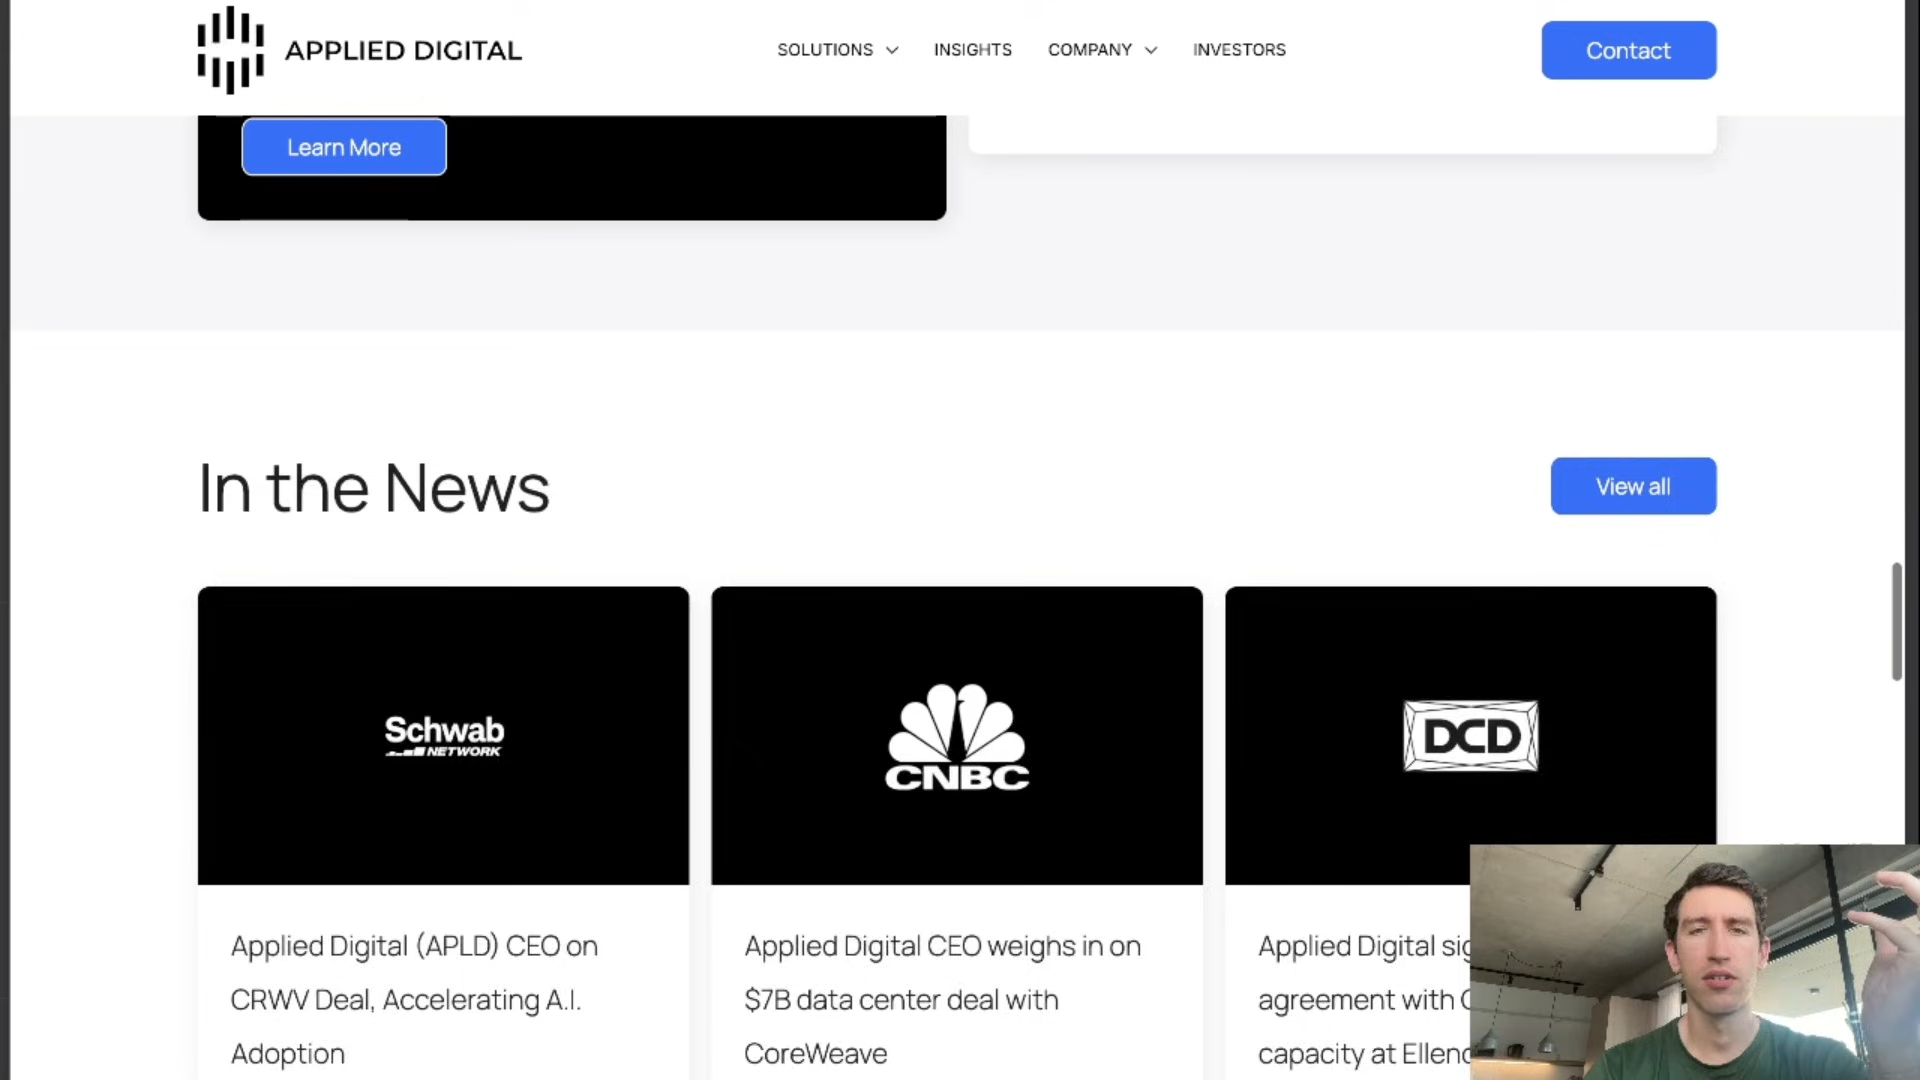 APPLIED DIGITAL
SOLUTIONS
INSIGHTS
COMPANY
INVESTORS
Contact
Learn More
In the News
View all
Schwab
NETWORK
CNBC
DCD
Applied Digital (APLD) CEO on
CRWV Deal, Accelerating A.I.
Adoption
Applied Digital CEO weighs in on
$7B data center deal with
CoreWeave
Applied Digital
agreement with
capacity at